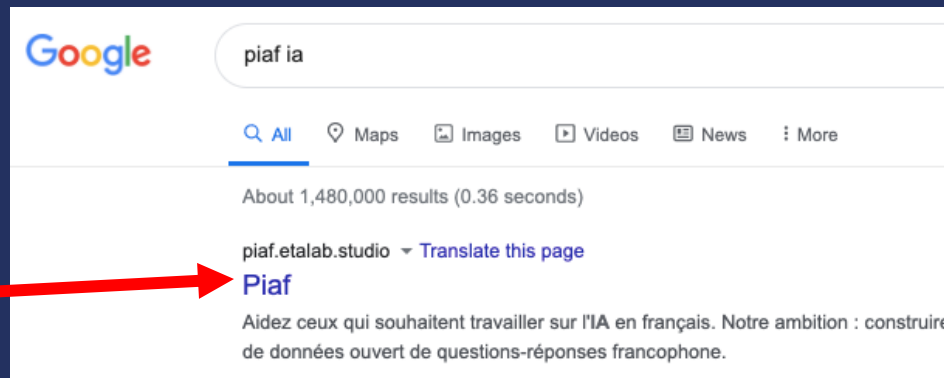 Google
piaf ia
All Maps Images Videos News More
About 1,480,000 results (0.36 seconds)
piaf.etalab.studio Translate this page
Piaf
Aidez ceux qui souhaitent travailler sur l'IA en français. Notre ambition : construire
de données ouvert de questions-réponses francophone.